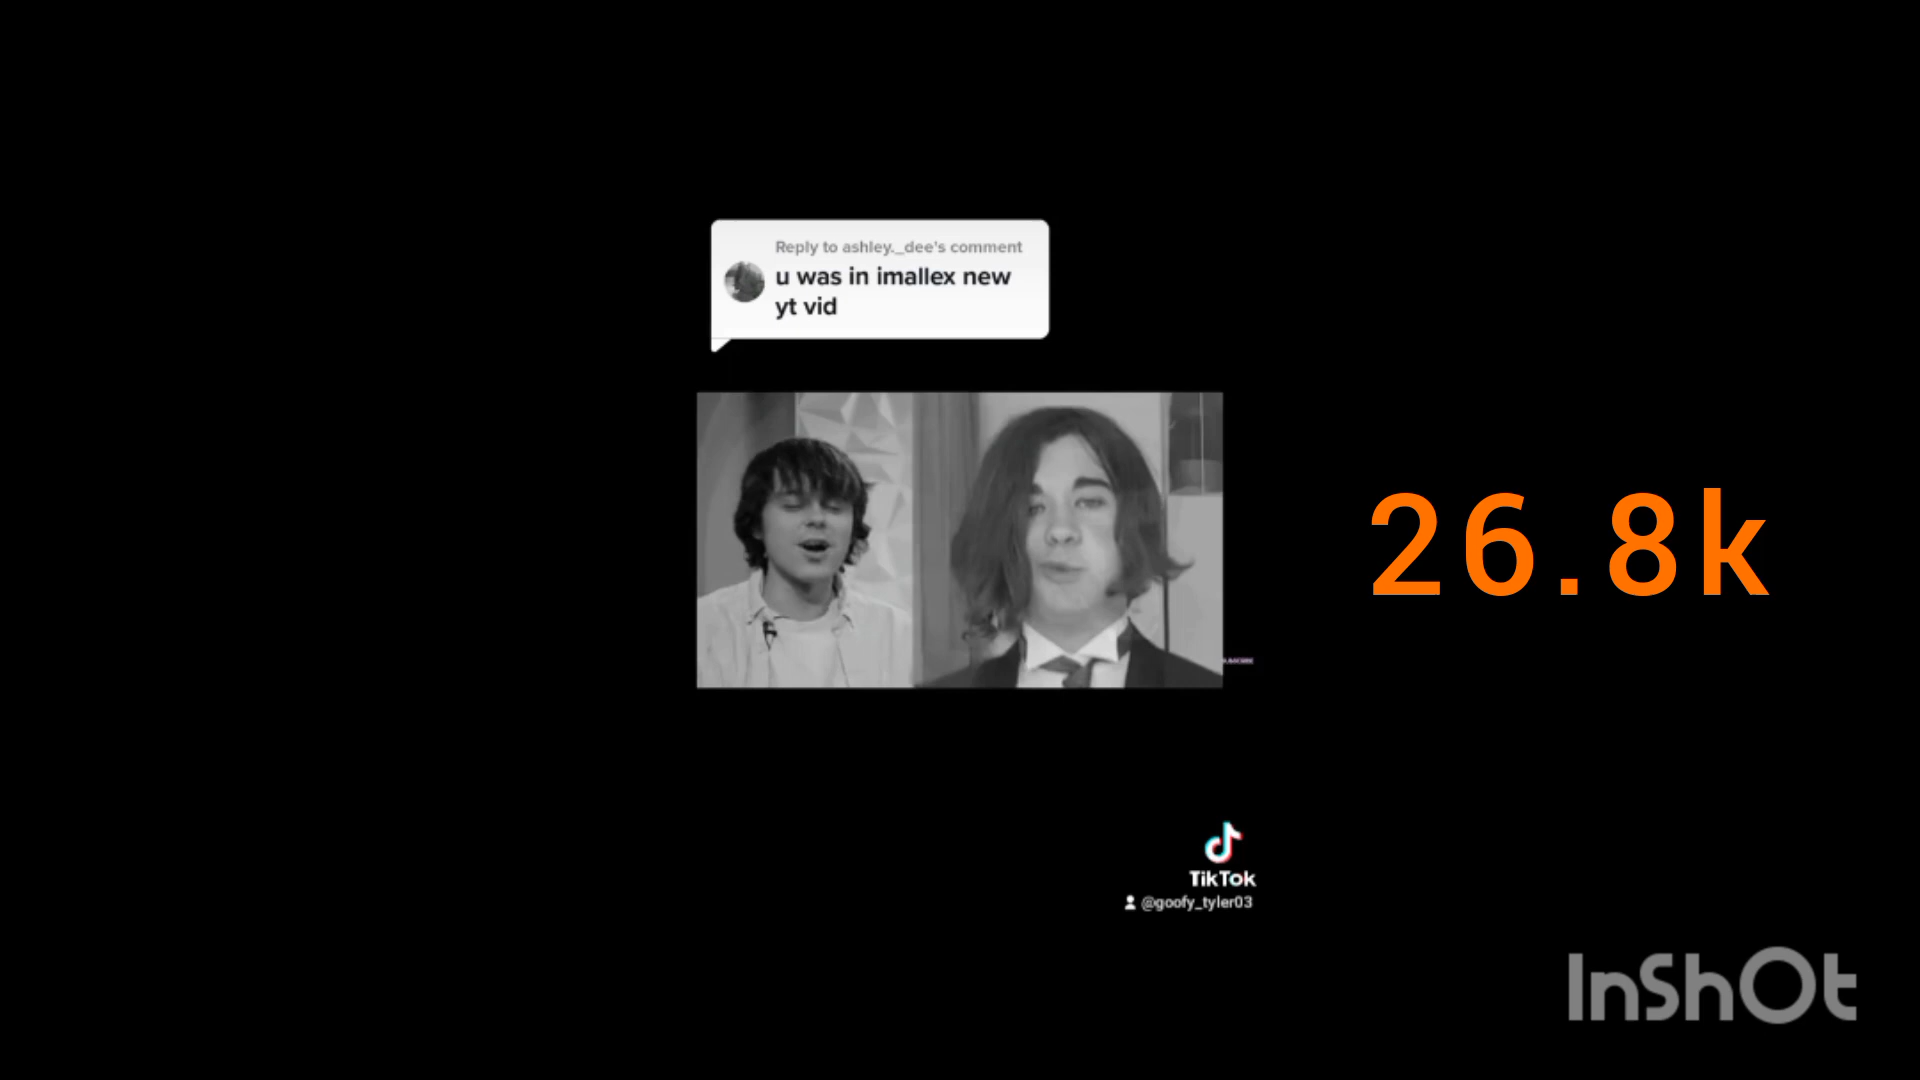 Reply to ashley._dee's comment
u was in imallex new
yt vid
26.8k
TikTok
@goofy_tyler03
InShOt